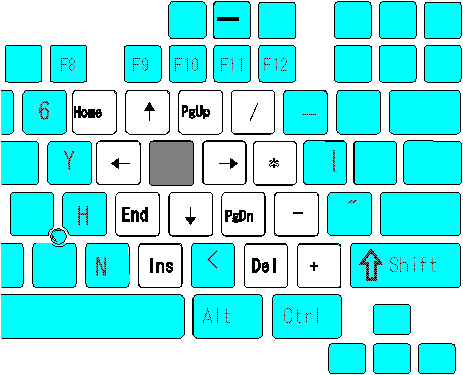 F8 F9 F10 F11 F12
6 Home ↑ PgUp / _
Y ← → * [
H End ↓ PgDn - ~
N Ins < Del + ⇧ Shift
Alt Ctrl